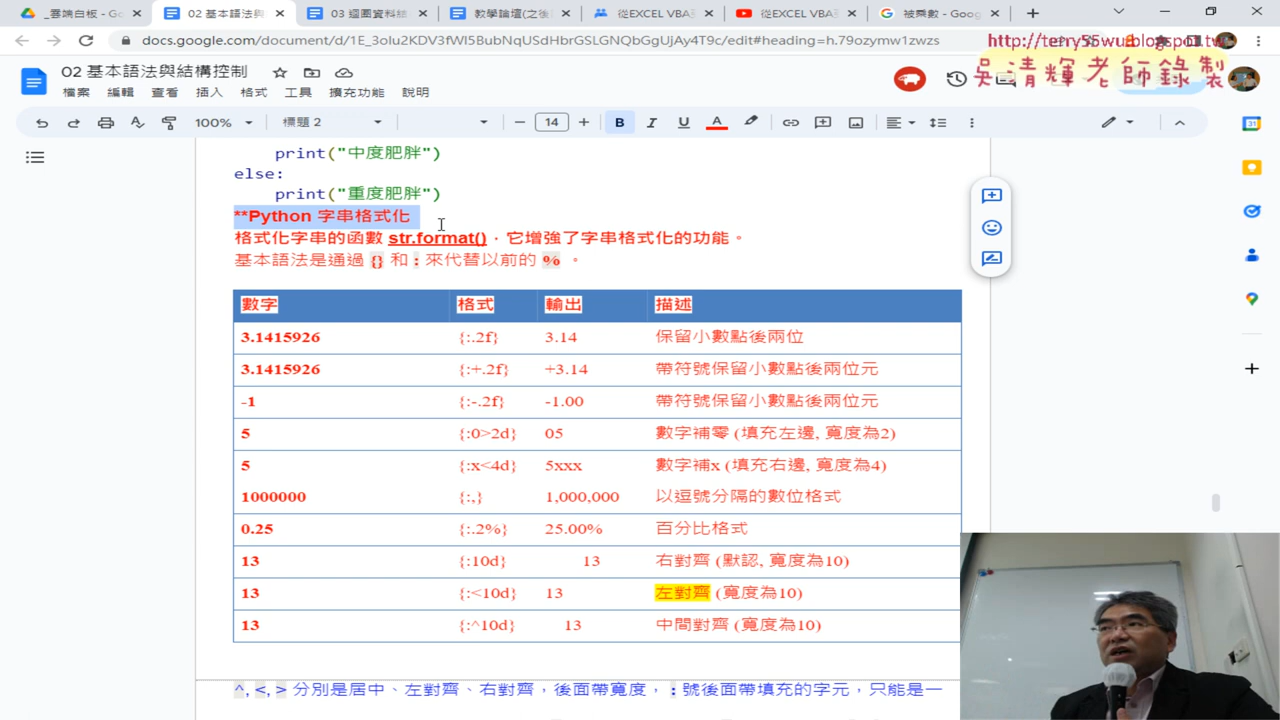 _雲端白板 - Go
02 基本語法與
03 迴圈資料結
教學論壇(之後
從EXCEL VBA
從EXCEL VBA
被乘數 - Goog
docs.google.com/document/d/1E_3olu2KDV3fWI5BubNqUSdHbrGSLGNQbGgUjAy4T9c/edit#heading=h.79ozymw1zwzs
http://terry55wu.blogspot.tw
吳清輝老師錄製
02 基本語法與結構控制
檔案 編輯 查看 插入 格式 工具 擴充功能 說明
100% 標題 2 14 B I U A
print("中度肥胖")
else:
print("重度肥胖")
**Python 字串格式化
格式化字串的函數 str.format()，它增強了字串格式化的功能。
基本語法是通過 {} 和 : 來代替以前的 % 。
數字 格式 輸出 描述
3.1415926 {:.2f} 3.14 保留小數點後兩位
3.1415926 {:+.2f} +3.14 帶符號保留小數點後兩位元
-1 {:-.2f} -1.00 帶符號保留小數點後兩位元
5 {:0>2d} 05 數字補零 (填充左邊, 寬度為2)
5 {:x<4d} 5xxx 數字補x (填充右邊, 寬度為4)
1000000 {:,} 1,000,000 以逗號分隔的數位格式
0.25 {:.2%} 25.00% 百分比格式
13 {:10d} 13 右對齊 (默認, 寬度為10)
13 {:<10d} 13 左對齊 (寬度為10)
13 {:^10d} 13 中間對齊 (寬度為10)
^, <, > 分別是居中、左對齊、右對齊，後面帶寬度， : 號後面帶填充的字元，只能是一